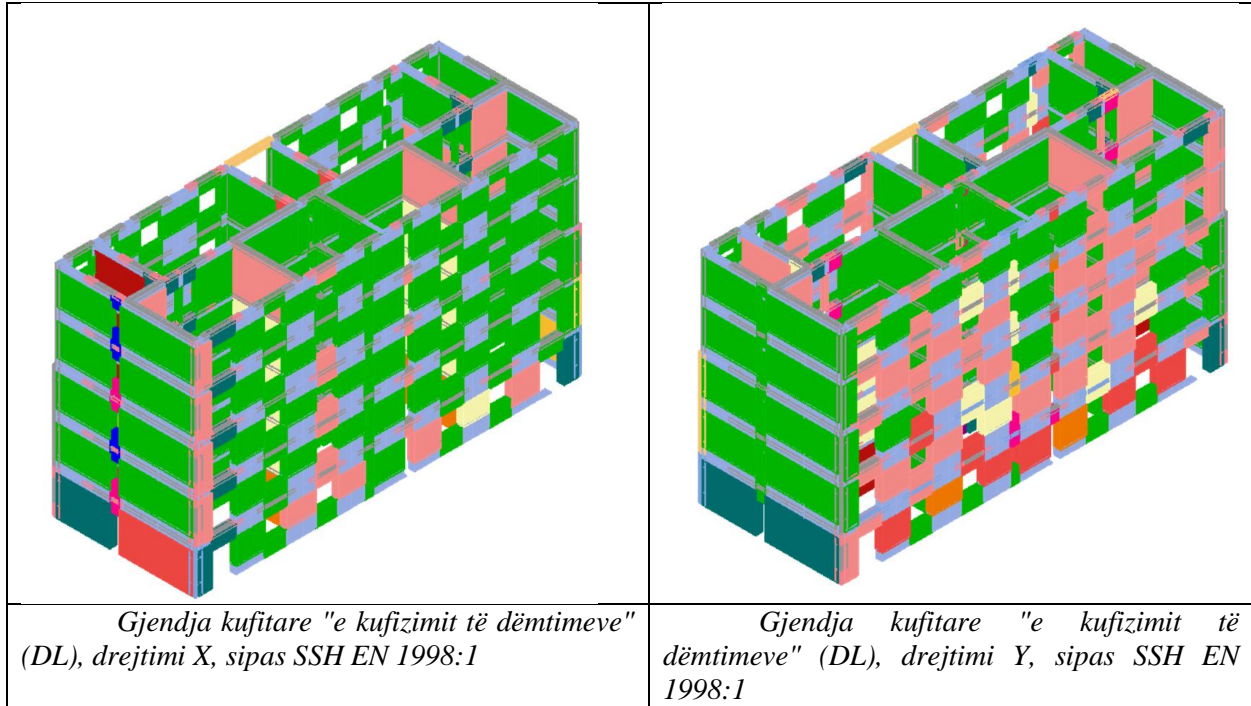 Gjendja kufitare "e kufizimit të dëmtimeve"
(DL), drejtimi X, sipas SSH EN 1998:1
Gjendja kufitare "e kufizimit të
dëmtimeve" (DL), drejtimi Y, sipas SSH EN
1998:1